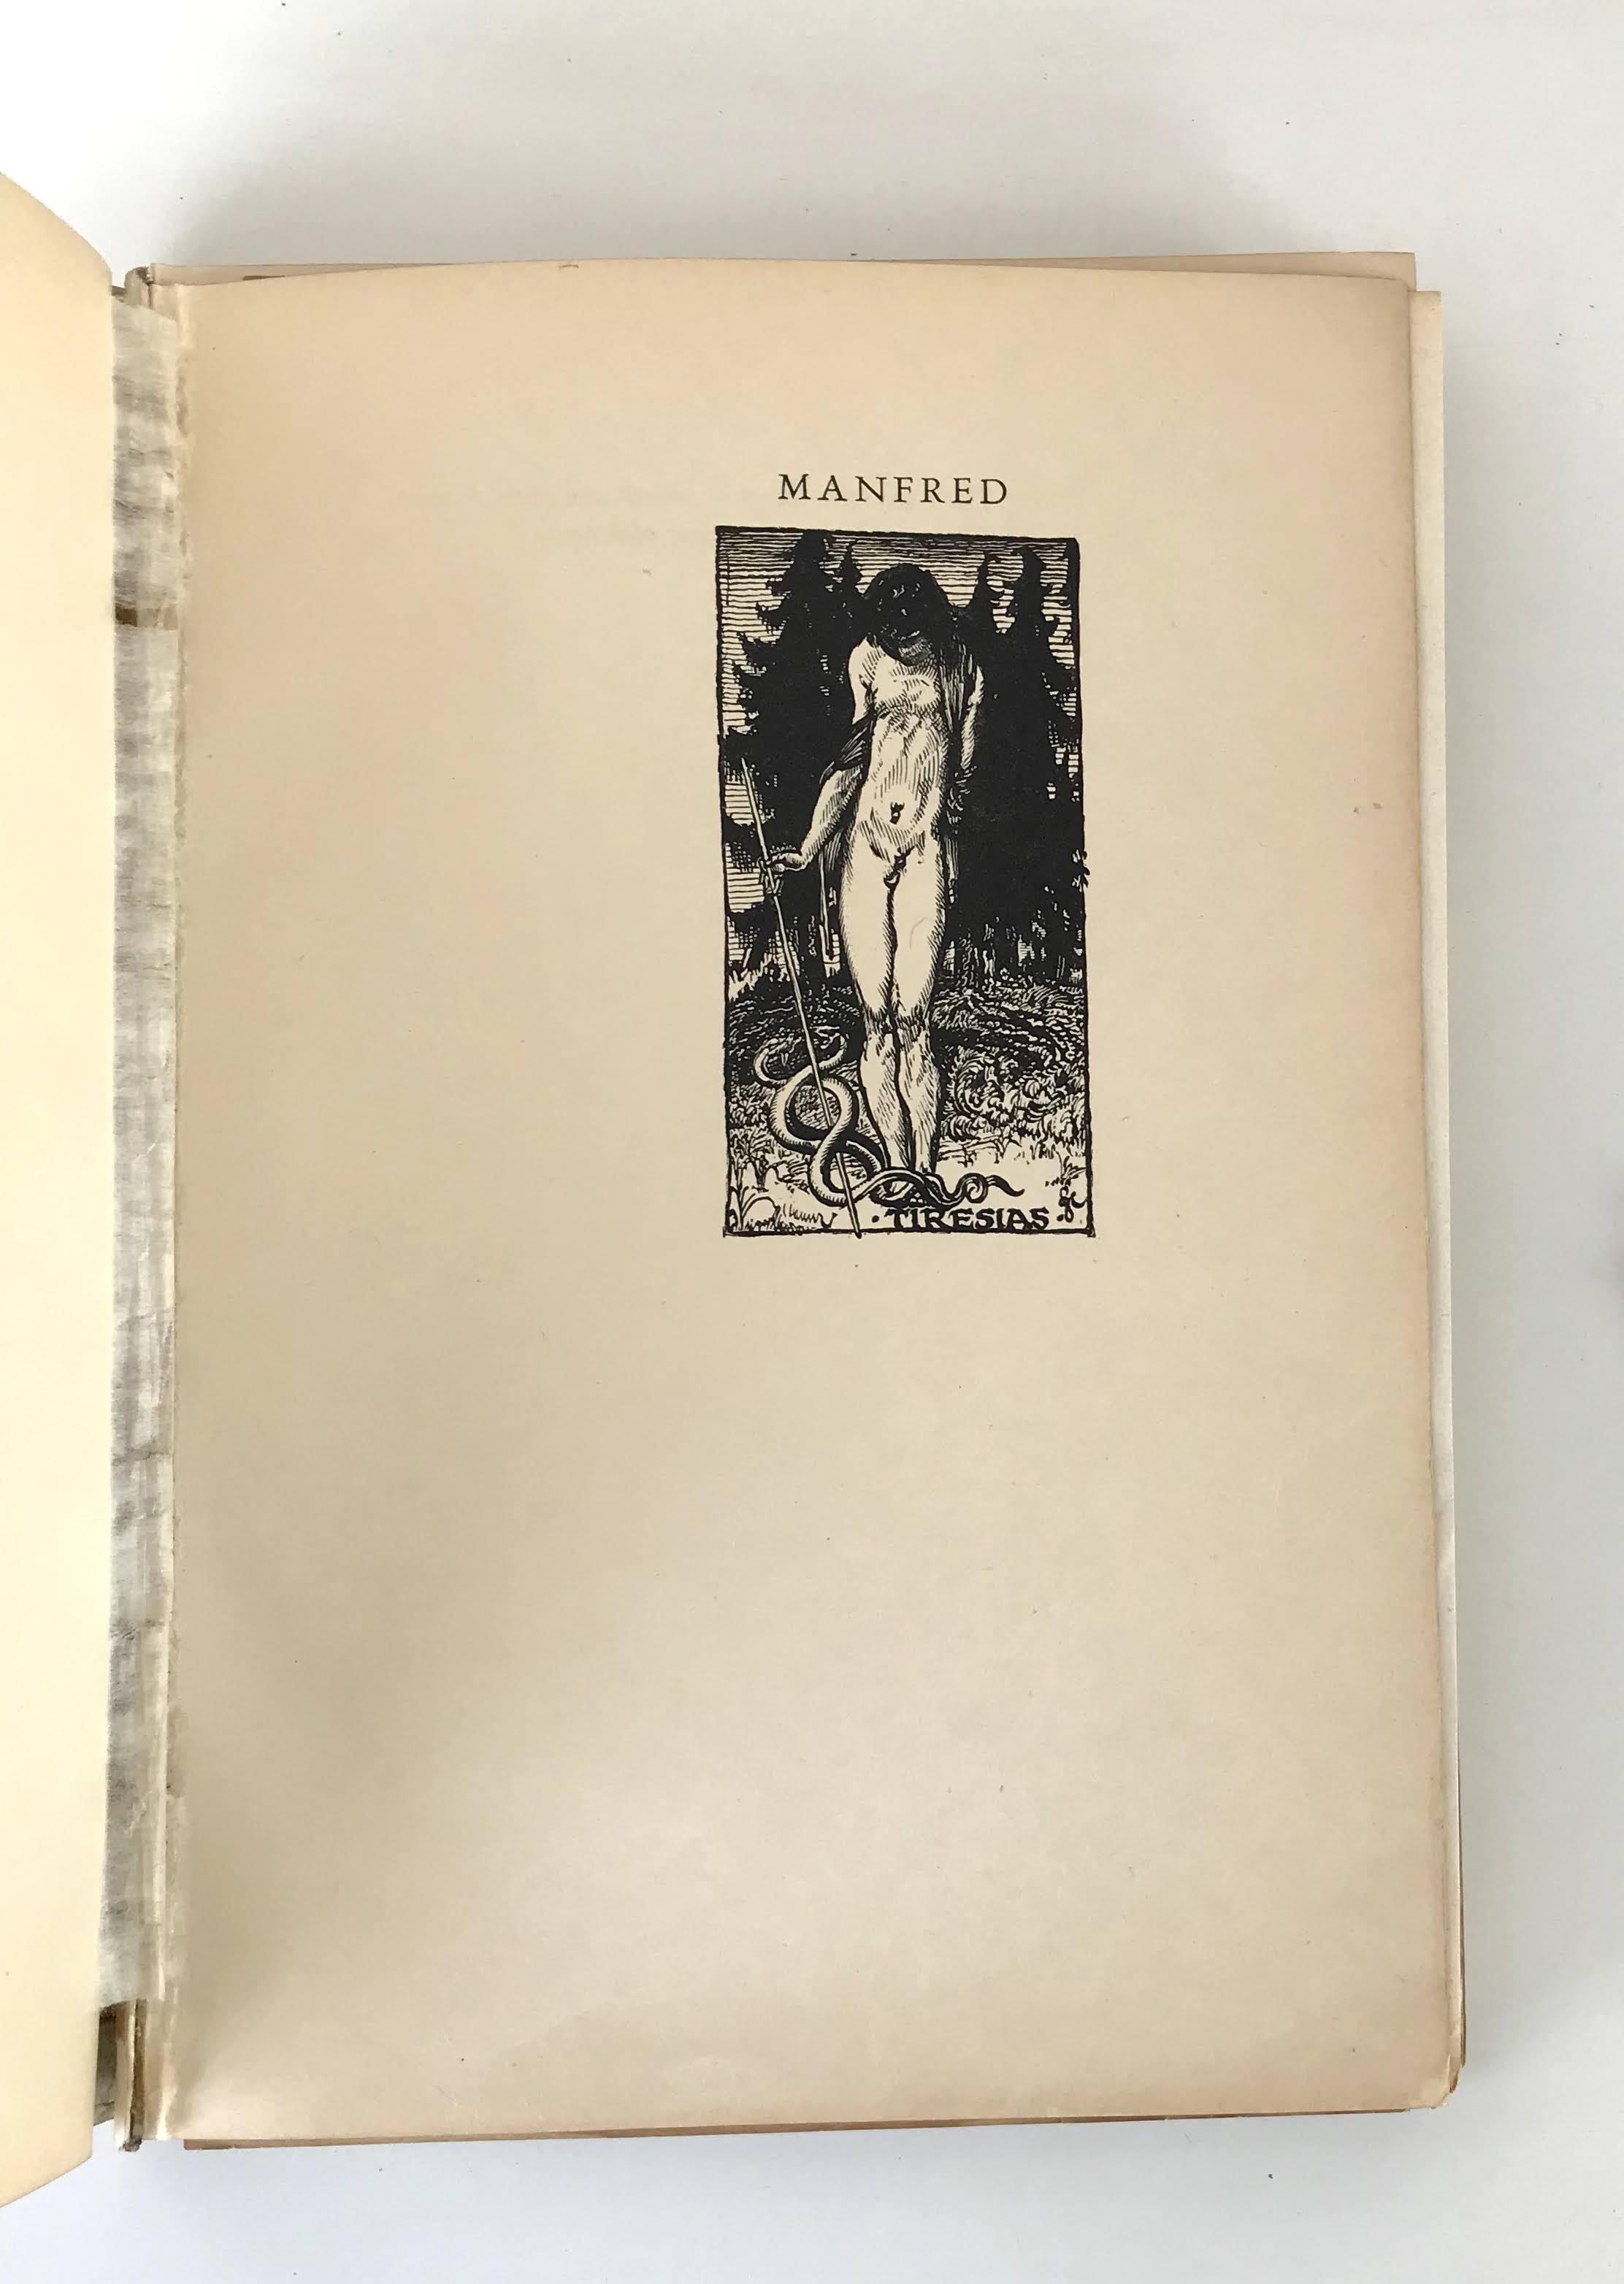 MANFRED
· TIRESIAS ·